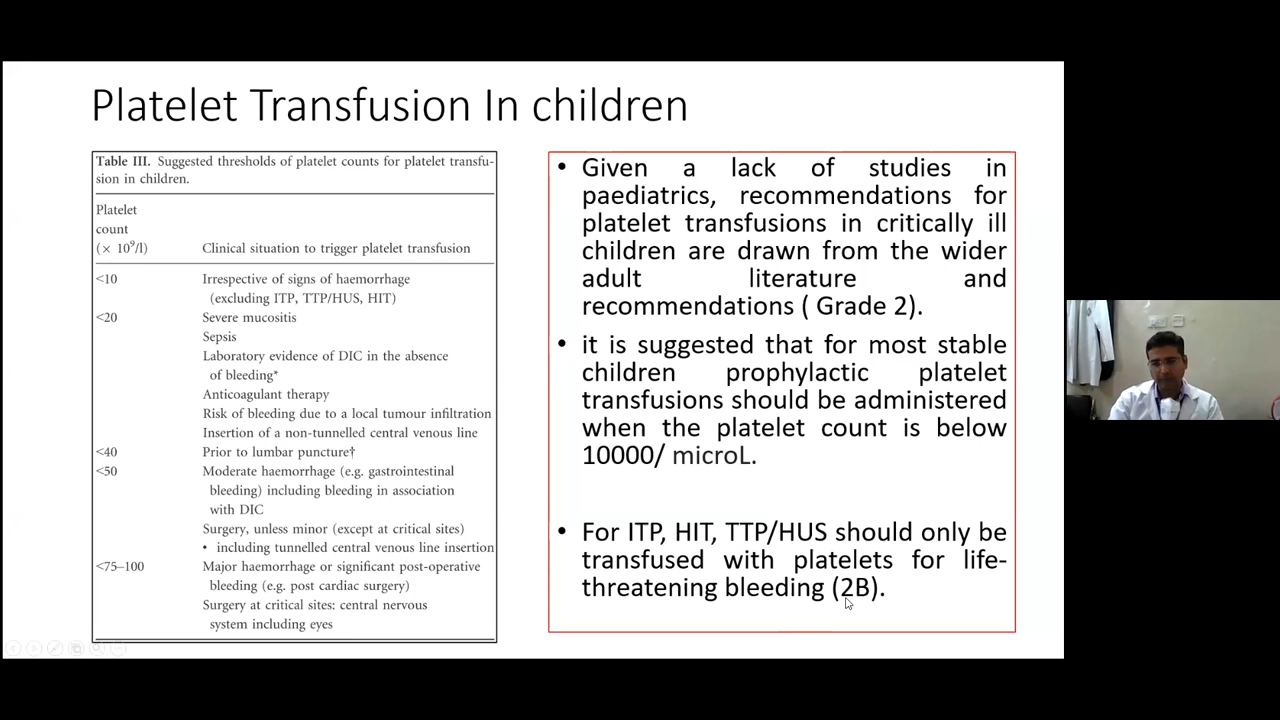 Platelet Transfusion In children
Table III. Suggested thresholds of platelet counts for platelet transfu-
sion in children.
Platelet
count
(× 10⁹/l) Clinical situation to trigger platelet transfusion
<10 Irrespective of signs of haemorrhage
(excluding ITP, TTP/HUS, HIT)
<20 Severe mucositis
Sepsis
Laboratory evidence of DIC in the absence
of bleeding*
Anticoagulant therapy
Risk of bleeding due to a local tumour infiltration
Insertion of a non-tunnelled central venous line
<40 Prior to lumbar puncture†
<50 Moderate haemorrhage (e.g. gastrointestinal
bleeding) including bleeding in association
with DIC
Surgery, unless minor (except at critical sites)
• including tunnelled central venous line insertion
<75–100 Major haemorrhage or significant post-operative
bleeding (e.g. post cardiac surgery)
Surgery at critical sites: central nervous
system including eyes
• Given a lack of studies in
paediatrics, recommendations for
platelet transfusions in critically ill
children are drawn from the wider
adult literature and
recommendations ( Grade 2).
• it is suggested that for most stable
children prophylactic platelet
transfusions should be administered
when the platelet count is below
10000/ microL.
• For ITP, HIT, TTP/HUS should only be
transfused with platelets for life-
threatening bleeding (2B).